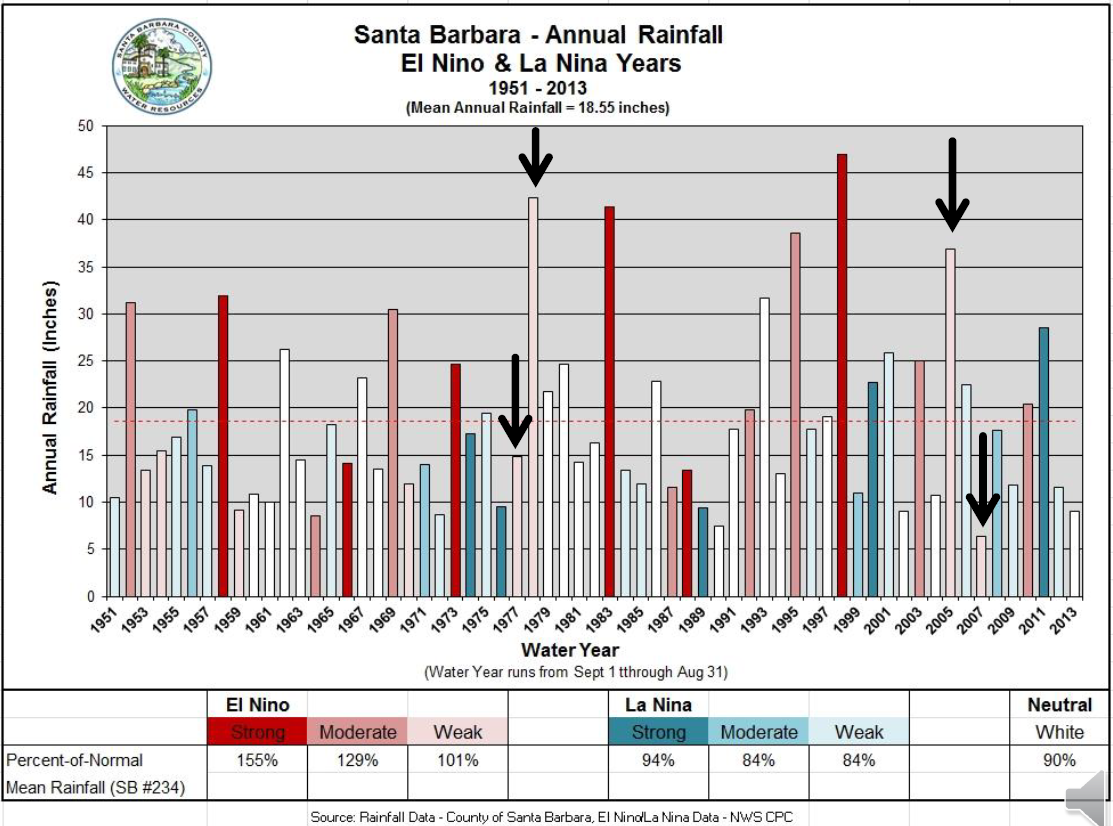 SANTA BARBARA COUNTY
WATER RESOURCES
Santa Barbara - Annual Rainfall
El Nino & La Nina Years
1951 - 2013
(Mean Annual Rainfall = 18.55 inches)
50
45
40
35
30
25
20
15
10
5
0
Annual Rainfall (Inches)
1951 1953 1955 1957 1959 1961 1963 1965 1967 1969 1971 1973 1975 1977 1979 1981 1983 1985 1987 1989 1991 1993 1995 1997 1999 2001 2003 2005 2007 2009 2011 2013
Water Year
(Water Year runs from Sept 1 tthrough Aug 31)
El Nino La Nina Neutral
Strong Moderate Weak Strong Moderate Weak White
Percent-of-Normal 155% 129% 101% 94% 84% 84% 90%
Mean Rainfall (SB #234)
Source: Rainfall Data - County of Santa Barbara, El Nino/La Nina Data - NWS CPC